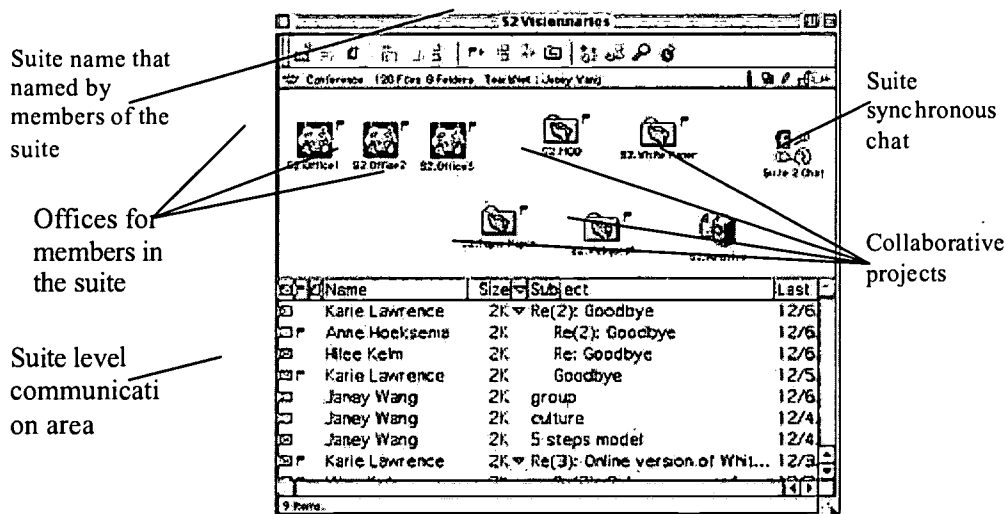 S2 Visionnaries
Suite name that
named by
members of the
suite
Conference 120 Files 8 Folders Janey Wang
Suite
synchronous
chat
S2.Office1 S2.Office2 S2.Office3
S2.MOO
S2.White Paper
Suite 2 Chat
Offices for
members in
the suite
Collaborative
projects
Name Size Subject Last
Karie Lawrence 2K Re(2): Goodbye 12/6
Anne Hoeksema 2K Re(2): Goodbye 12/6
Hilee Kelm 2K Re: Goodbye 12/6
Karie Lawrence 2K Goodbye 12/5
Janey Wang 2K group 12/6
Janey Wang 2K culture 12/4
Janey Wang 2K 5 steps model 12/4
Karie Lawrence 2K Re(3): Online version of Whit... 12/3
Suite level
communicati
on area
9 items.